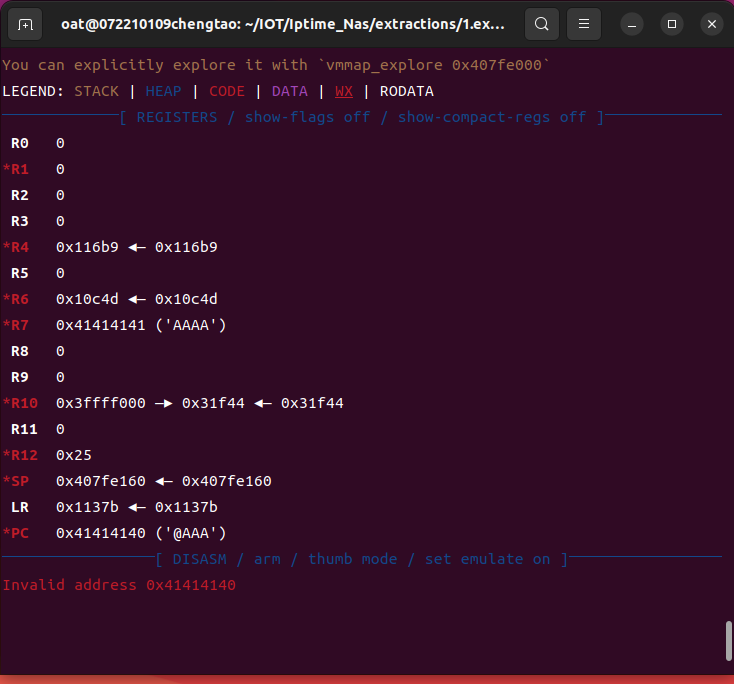 oat@072210109chengtao: ~/IOT/Iptime_Nas/extractions/1.ex...
You can explicitly explore it with `vmmap_explore 0x407fe000`
LEGEND: STACK | HEAP | CODE | DATA | WX | RODATA
[ REGISTERS / show-flags off / show-compact-regs off ]
R0 0
*R1 0
R2 0
R3 0
*R4 0x116b9 ◂— 0x116b9
R5 0
*R6 0x10c4d ◂— 0x10c4d
*R7 0x41414141 ('AAAA')
R8 0
R9 0
*R10 0x3ffff000 —▸ 0x31f44 ◂— 0x31f44
R11 0
*R12 0x25
*SP 0x407fe160 ◂— 0x407fe160
LR 0x1137b ◂— 0x1137b
*PC 0x41414140 ('@AAA')
[ DISASM / arm / thumb mode / set emulate on ]
Invalid address 0x41414140